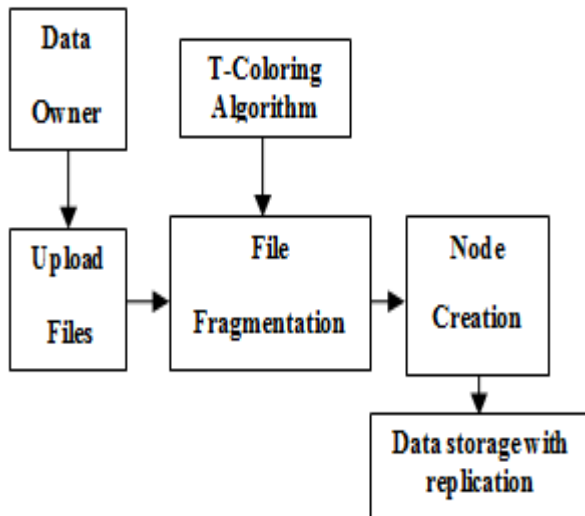 Data
Owner
T-Coloring
Algorithm
Upload
Files
File
Fragmentation
Node
Creation
Data storage with
replication